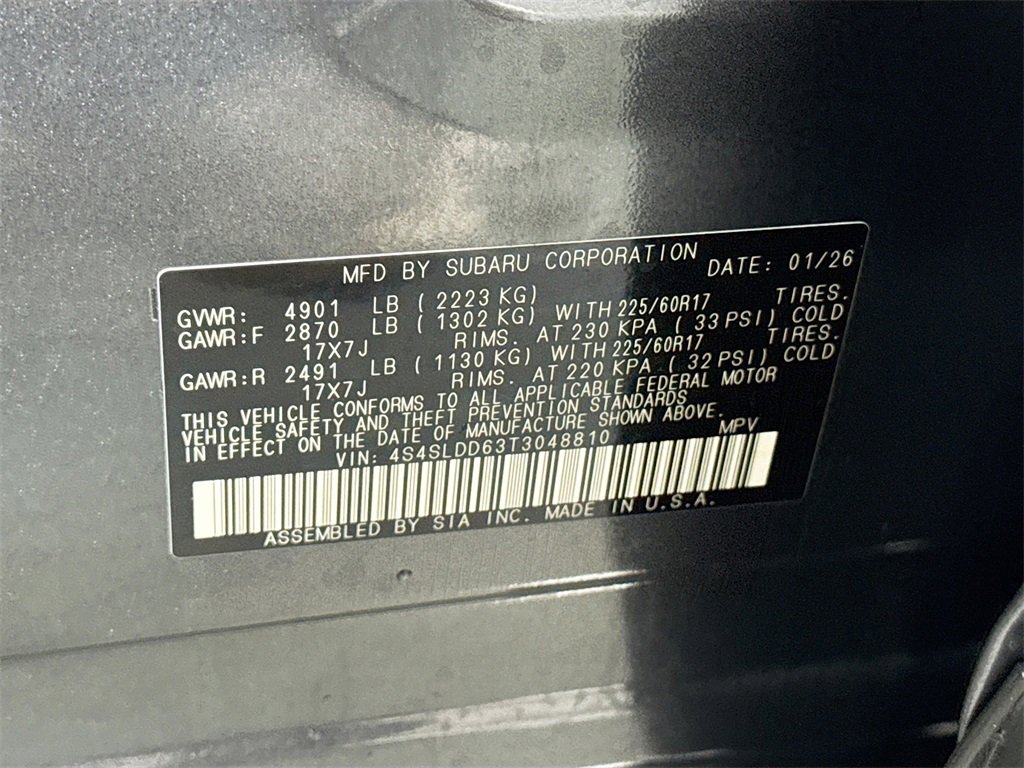 MFD BY SUBARU CORPORATION DATE: 01/26
GVWR: 4901 LB ( 2223 KG)
GAWR:F 2870 LB ( 1302 KG) WITH 225/60R17 TIRES.
17X7J RIMS. AT 230 KPA ( 33 PSI) COLD
GAWR:R 2491 LB ( 1130 KG) WITH 225/60R17 TIRES.
17X7J RIMS. AT 220 KPA ( 32 PSI) COLD
THIS VEHICLE CONFORMS TO ALL APPLICABLE FEDERAL MOTOR
VEHICLE SAFETY AND THEFT PREVENTION STANDARDS
IN EFFECT ON THE DATE OF MANUFACTURE SHOWN ABOVE.
VIN: 4S4SLDD63T3048810 MPV
ASSEMBLED BY SIA INC. MADE IN U.S.A.